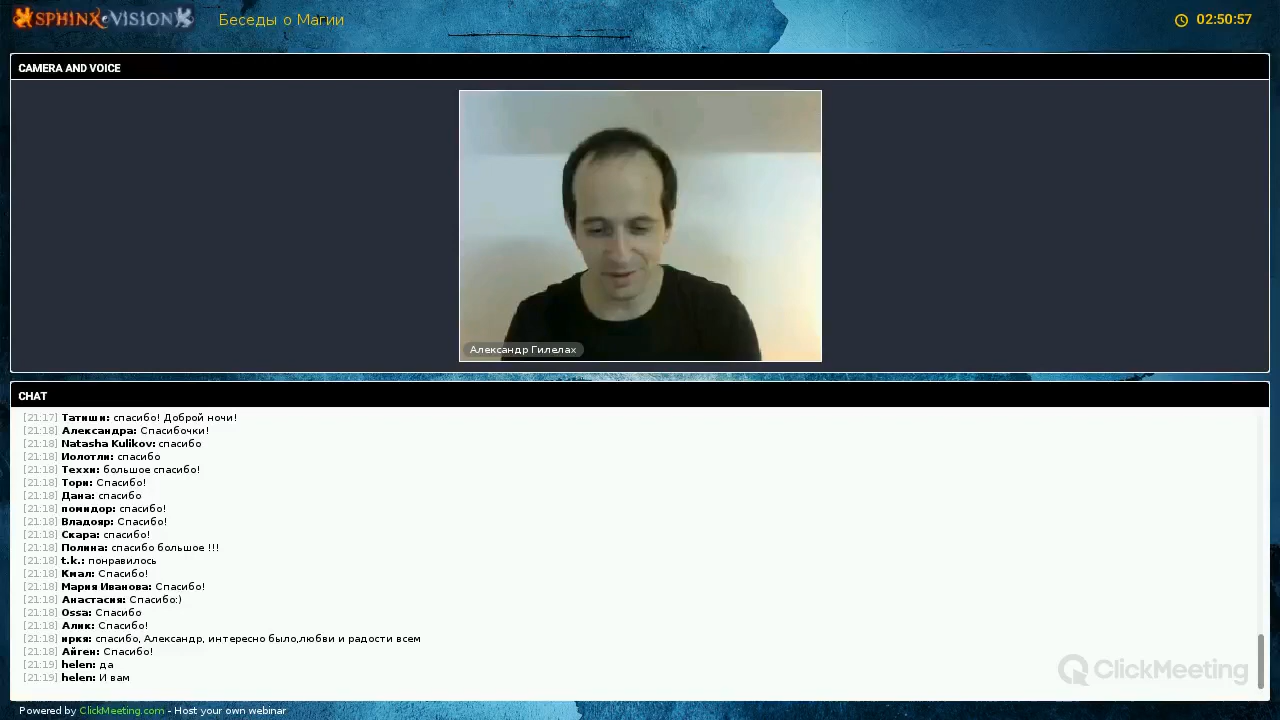 SPHINX VISION Беседы о Магии 02:50:57
CAMERA AND VOICE
Александр Гилелах
CHAT
[21:17] Татиши: спасибо! Доброй ночи!
[21:18] Александра: Спасибочки!
[21:18] Natasha Kulikov: спасибо
[21:18] Иолотли: спасибо
[21:18] Теххи: большое спасибо!
[21:18] Тори: Спасибо!
[21:18] Дана: спасибо
[21:18] помидор: спасибо!
[21:18] Владояр: Спасибо!
[21:18] Скара: спасибо!
[21:18] Полина: спасибо большое !!!
[21:18] t.k.: понравилось
[21:18] Кмал: Спасибо!
[21:18] Мария Иванова: Спасибо!
[21:18] Анастасия: Спасибо:)
[21:18] Ossa: Спасибо
[21:18] Алик: Спасибо!
[21:18] иркя: спасибо, Александр, интересно было,любви и радости всем
[21:18] Айген: Спасибо!
[21:19] helen: да
[21:19] helen: И вам
ClickMeeting
Powered by ClickMeeting.com - Host your own webinar